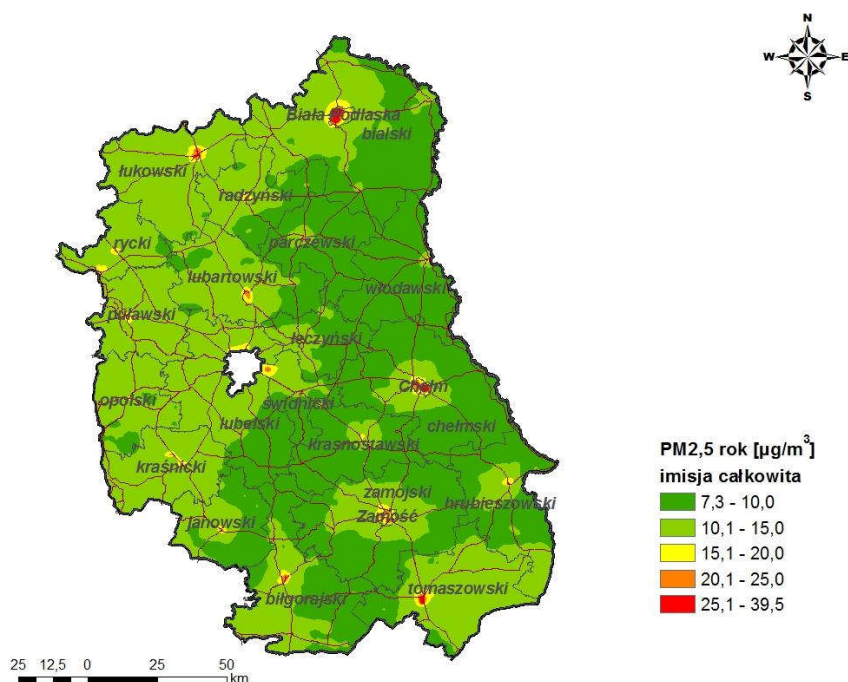 N
W E
S
Biała Podlaska
bialski
łukowski
radzyński
rycki
parczewski
lubartowski
włodawski
puławski
łęczyński
Chełm
opolski
świdnicki
lubelski
chełmski
krasnostawski
kraśnicki
zamojski
hrubieszowski
Zamość
janowski
tomaszowski
biłgorajski
PM2,5 rok [µg/m³]
imisja całkowita
7,3 - 10,0
10,1 - 15,0
15,1 - 20,0
20,1 - 25,0
25,1 - 39,5
25 12,5 0 25 50
km